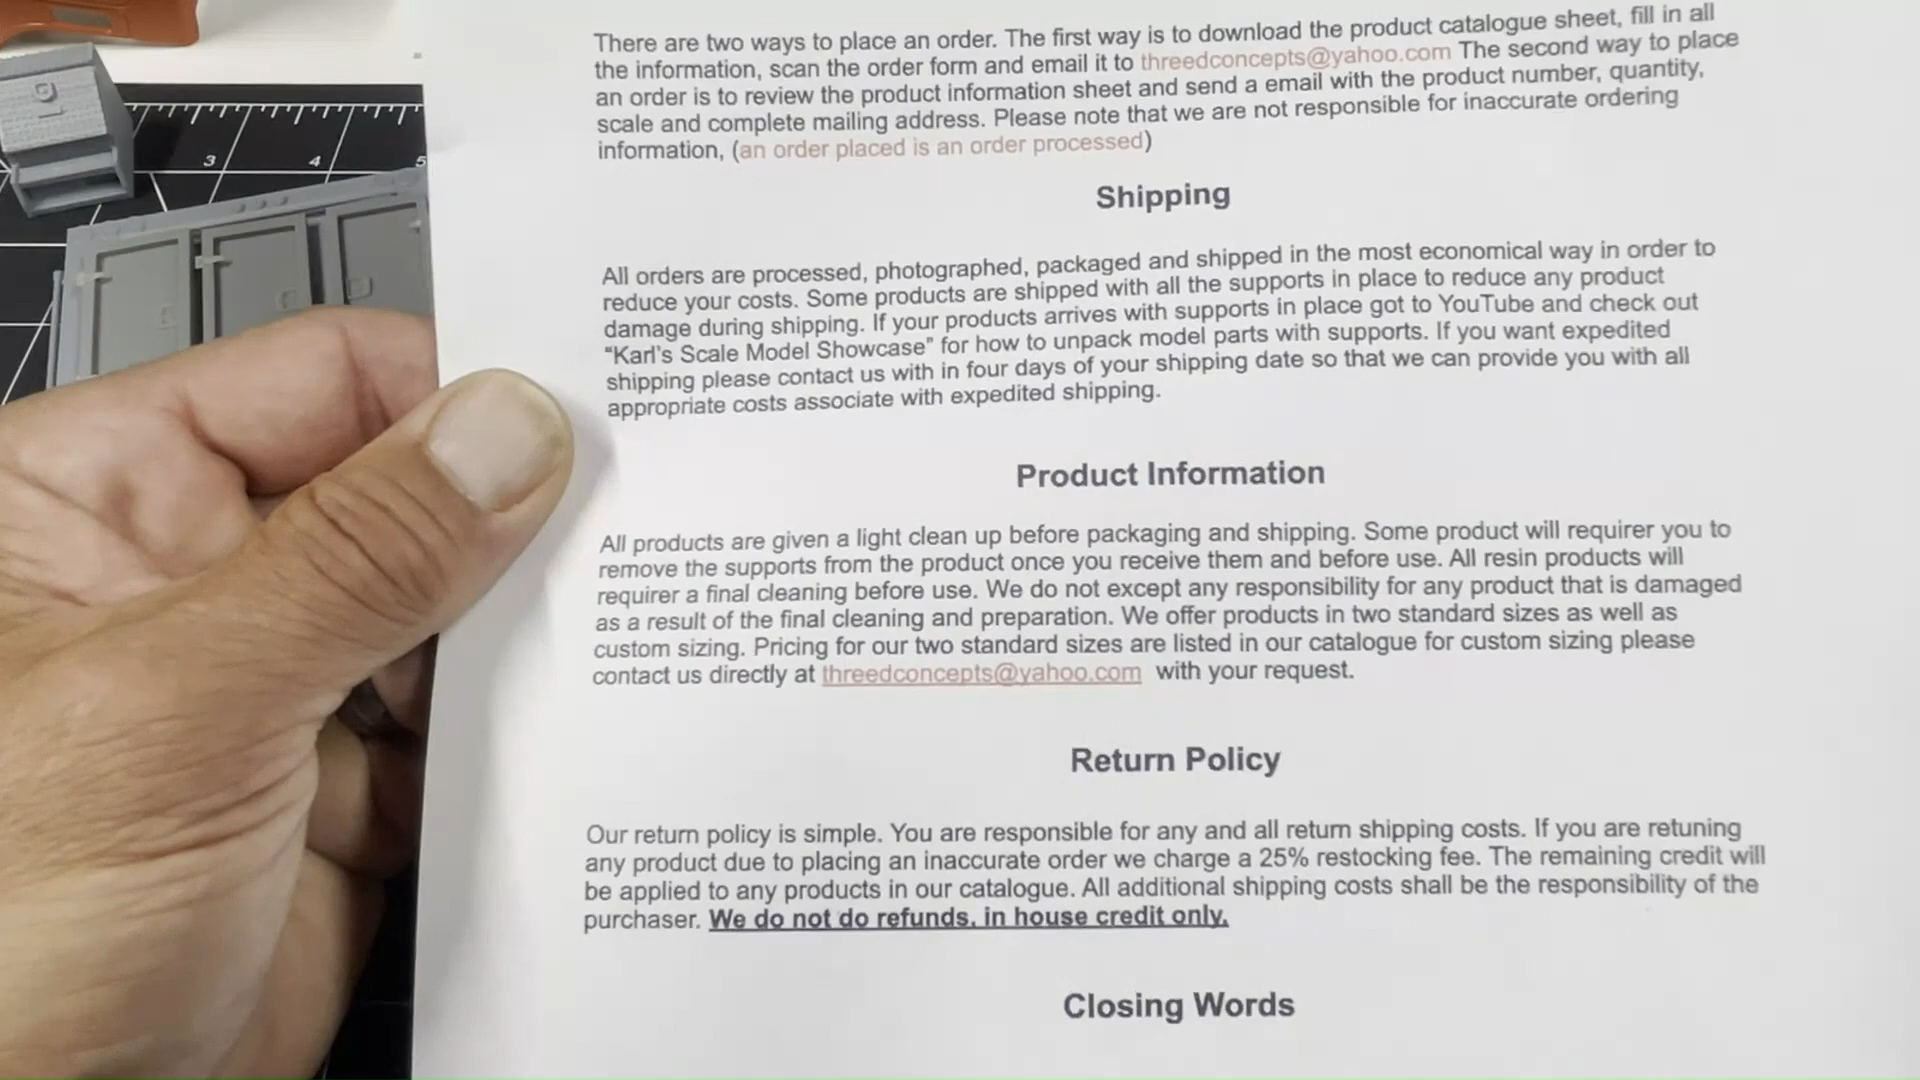 There are two ways to place an order. The first way is to download the product catalogue sheet, fill in all
the information, scan the order form and email it to threedconcepts@yahoo.com The second way to place
an order is to review the product information sheet and send a email with the product number, quantity,
scale and complete mailing address. Please note that we are not responsible for inaccurate ordering
information, (an order placed is an order processed)
3 4 5
Shipping
All orders are processed, photographed, packaged and shipped in the most economical way in order to
reduce your costs. Some products are shipped with all the supports in place to reduce any product
damage during shipping. If your products arrives with supports in place got to YouTube and check out
“Karl’s Scale Model Showcase” for how to unpack model parts with supports. If you want expedited
shipping please contact us with in four days of your shipping date so that we can provide you with all
appropriate costs associate with expedited shipping.
Product Information
All products are given a light clean up before packaging and shipping. Some product will requirer you to
remove the supports from the product once you receive them and before use. All resin products will
requirer a final cleaning before use. We do not except any responsibility for any product that is damaged
as a result of the final cleaning and preparation. We offer products in two standard sizes as well as
custom sizing. Pricing for our two standard sizes are listed in our catalogue for custom sizing please
contact us directly at threedconcepts@yahoo.com with your request.
Return Policy
Our return policy is simple. You are responsible for any and all return shipping costs. If you are retuning
any product due to placing an inaccurate order we charge a 25% restocking fee. The remaining credit will
be applied to any products in our catalogue. All additional shipping costs shall be the responsibility of the
purchaser. We do not do refunds, in house credit only.
Closing Words